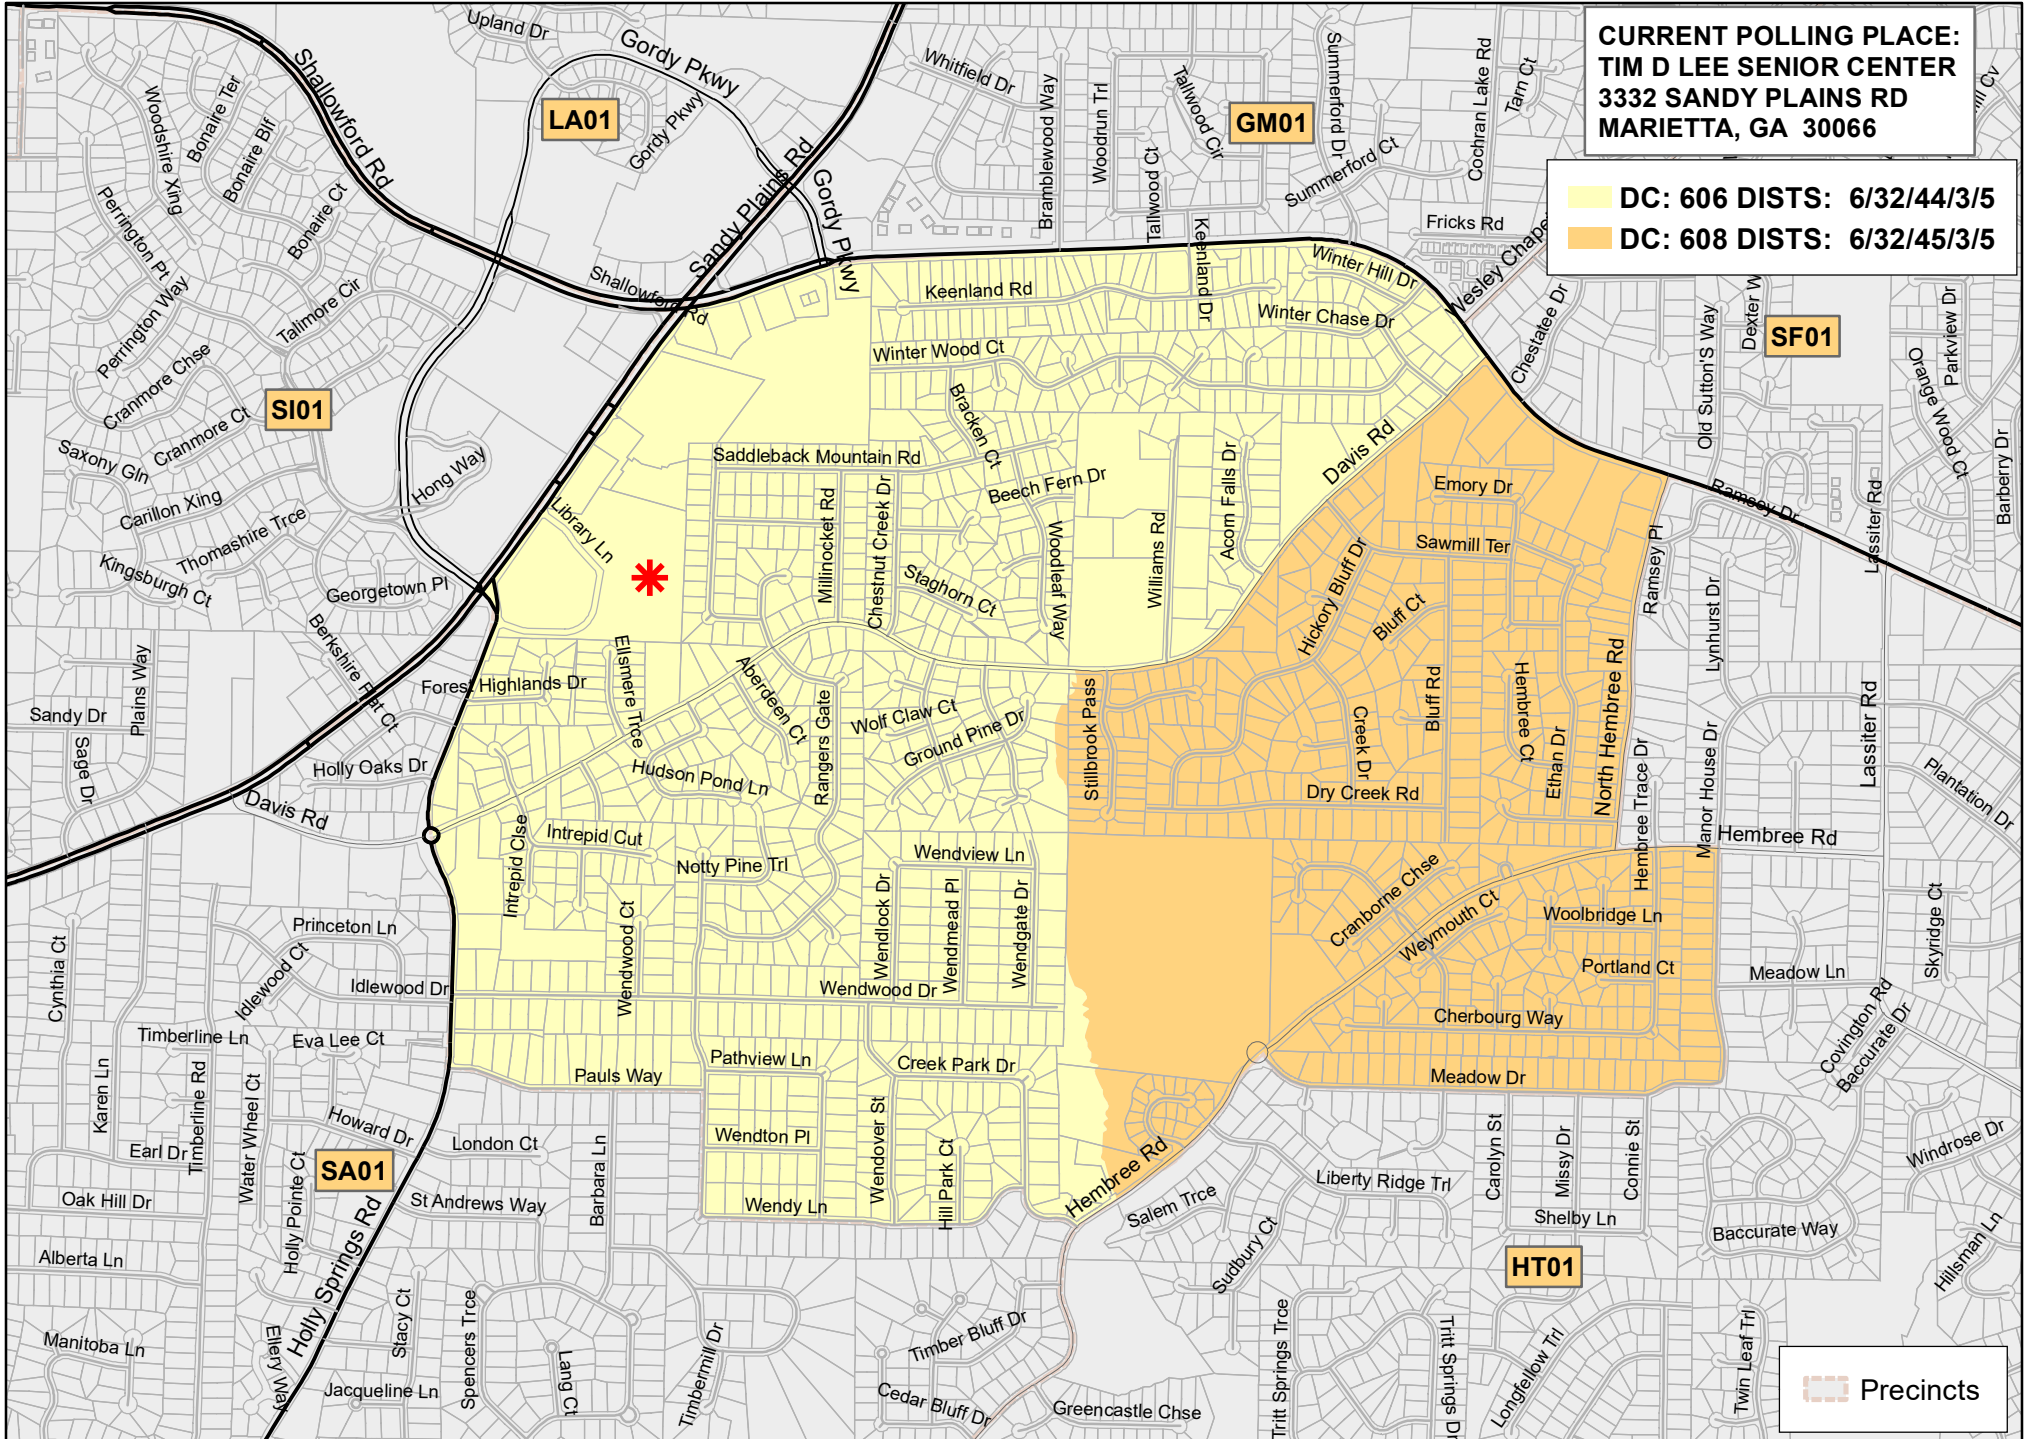 CURRENT POLLING PLACE:
TIM D LEE SENIOR CENTER
3332 SANDY PLAINS RD
MARIETTA, GA 30066
DC: 606 DISTS: 6/32/44/3/5
DC: 608 DISTS: 6/32/45/3/5
Upland Dr
Gordy Pkwy
Shallowford Rd
LA01
Gordy Pkwy
Whitfield Dr
Bramblewood Way
Woodrun Trl
Tallwood Cir
Tallwood Ct
GM01
Summerford Dr
Summerford Ct
Cochran Lake Rd
Tarn Ct
Woodshire Xing
Bonaire Ter
Bonaire Blf
Bonaire Ct
Perrington Pt
Perrington Way
Talimore Cir
Sandy Plains Rd
Gordy Pkwy
Shallowford Rd
Keenland Dr
Keenland Rd
Winter Hill Dr
Winter Chase Dr
Winter Wood Ct
Fricks Rd
Chestatee Dr
Old Sutton'S Way
SF01
Parkview Dr
Orange Wood Ct
Barberry Dr
Cranmore Chse
Cranmore Ct
SI01
Saxony Gln
Carillon Xing
Thomashire Trce
Kingsburgh Ct
Georgetown Pl
Hong Way
Library Ln
Saddleback Mountain Rd
Bracken Ct
Beech Fern Dr
Woodleaf Way
Millinocket Rd
Chestnut Creek Dr
Staghorn Ct
Williams Rd
Acorn Falls Dr
Davis Rd
Emory Dr
Sawmill Ter
Hickory Bluff Dr
Bluff Ct
Bluff Rd
Ramsey Dr
Ramsey Pl
Lassiter Rd
Lynhurst Dr
North Hembree Rd
Hembree Ct
Ethan Dr
Creek Dr
Dry Creek Rd
Stillbrook Pass
Berkshire Pat Ct
Forest Highlands Dr
Ellsmere Trce
Aberdeen Ct
Rangers Gate
Wolf Claw Ct
Ground Pine Dr
Hudson Pond Ln
Sandy Dr
Plains Way
Sage Dr
Holly Oaks Dr
Davis Rd
Intrepid Clse
Intrepid Cut
Notty Pine Trl
Wendview Ln
Wendlock Dr
Wendmead Pl
Wendgate Dr
Wendwood Ct
Wendwood Dr
Hembree Trace Dr
Manor House Dr
Lassiter Rd
Plantation Dr
Hembree Rd
Cranborne Chse
Weymouth Ct
Woolbridge Ln
Portland Ct
Cherbourg Way
Meadow Dr
Meadow Ln
Skyridge Ct
Covington Rd
Baccurate Dr
Princeton Ln
Idlewood Ct
Idlewood Dr
Cynthia Ct
Karen Ln
Timberline Ln
Timberline Rd
Eva Lee Ct
Water Wheel Ct
Howard Dr
London Ct
Earl Dr
Oak Hill Dr
Alberta Ln
Manitoba Ln
Holly Pointe Ct
SA01
St Andrews Way
Barbara Ln
Holly Springs Rd
Ellery Way
Stacy Ct
Jacqueline Ln
Spencers Trce
Lang Ct
Timbermill Dr
Pauls Way
Pathview Ln
Creek Park Dr
Wendton Pl
Wendover St
Hill Park Ct
Wendy Ln
Hembree Rd
Salem Trce
Sudbury Ct
Liberty Ridge Trl
Carolyn St
Missy Dr
Connie St
Shelby Ln
HT01
Baccurate Way
Windrose Dr
Hillsman Ln
Timber Bluff Dr
Cedar Bluff Dr
Greencastle Chse
Tritt Springs Trce
Tritt Springs Dr
Longfellow Trl
Twin Leaf Trl
Precincts